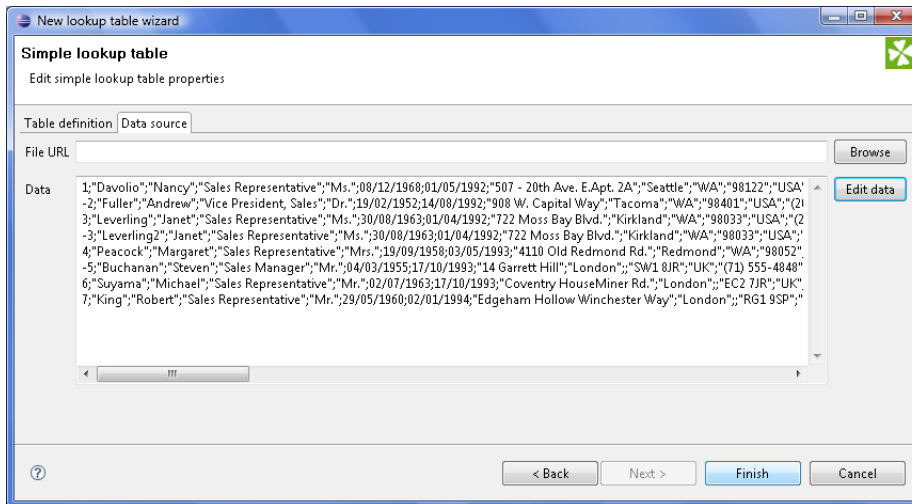 New lookup table wizard
Simple lookup table
Edit simple lookup table properties
Table definition Data source
File URL Browse
Data Edit data
1;"Davolio";"Nancy";"Sales Representative";"Ms.";08/12/1968;01/05/1992;"507 - 20th Ave. E.Apt. 2A";"Seattle";"WA";"98122";"USA"
-2;"Fuller";"Andrew";"Vice President, Sales";"Dr.";19/02/1952;14/08/1992;"908 W. Capital Way";"Tacoma";"WA";"98401";"USA";"(20
3;"Leverling";"Janet";"Sales Representative";"Ms.";30/08/1963;01/04/1992;"722 Moss Bay Blvd.";"Kirkland";"WA";"98033";"USA";"(2
-3;"Leverling2";"Janet";"Sales Representative";"Ms.";30/08/1963;01/04/1992;"722 Moss Bay Blvd.";"Kirkland";"WA";"98033";"USA";"
4;"Peacock";"Margaret";"Sales Representative";"Mrs.";19/09/1958;03/05/1993;"4110 Old Redmond Rd.";"Redmond";"WA";"98052"
-5;"Buchanan";"Steven";"Sales Manager";"Mr.";04/03/1955;17/10/1993;"14 Garrett Hill";"London";;"SW1 8JR";"UK";"(71) 555-4848"
6;"Suyama";"Michael";"Sales Representative";"Mr.";02/07/1963;17/10/1993;"Coventry HouseMiner Rd.";"London";;"EC2 7JR";"UK"
7;"King";"Robert";"Sales Representative";"Mr.";29/05/1960;02/01/1994;"Edgeham Hollow Winchester Way";"London";;"RG1 9SP";"
? < Back Next > Finish Cancel